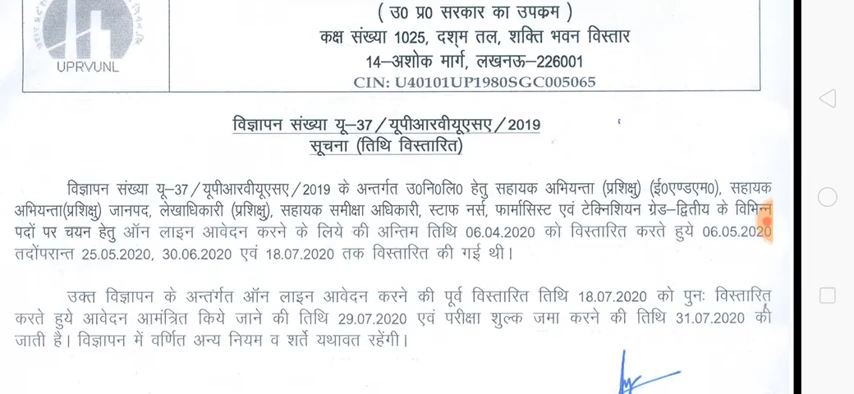 ( उ0 प्र0 सरकार का उपक्रम )
कक्ष संख्या 1025, दशम् तल, शक्ति भवन विस्तार
14–अशोक मार्ग, लखनऊ–226001
CIN: U40101UP1980SGC005065
UPRVUNL
विज्ञापन संख्या यू–37/यूपीआरवीयूएसए/2019
सूचना (तिथि विस्तारित)
विज्ञापन संख्या यू–37/यूपीआरवीयूएसए/2019 के अन्तर्गत उ0नि0लि0 हेतु सहायक अभियन्ता (प्रशिक्षु) (ई0एण्डएम0), सहायक
अभियन्ता(प्रशिक्षु) जानपद, लेखाधिकारी (प्रशिक्षु), सहायक समीक्षा अधिकारी, स्टाफ नर्स, फार्मासिस्ट एवं टेक्निशियन ग्रेड–द्वितीय के विभिन्न
पदों पर चयन हेतु ऑन लाइन आवेदन करने के लिये की अन्तिम तिथि 06.04.2020 को विस्तारित करते हुये 06.05.2020
तदोंपरान्त 25.05.2020, 30.06.2020 एवं 18.07.2020 तक विस्तारित की गई थी।
उक्त विज्ञापन के अन्तंर्गत ऑन लाइन आवेदन करने की पूर्व विस्तारित तिथि 18.07.2020 को पुनः विस्तारित
करते हुये आवेदन आमंत्रित किये जाने की तिथि 29.07.2020 एवं परीक्षा शुल्क जमा करने की तिथि 31.07.2020 की
जाती है। विज्ञापन में वर्णित अन्य नियम व शर्ते यथावत रहेंगी।